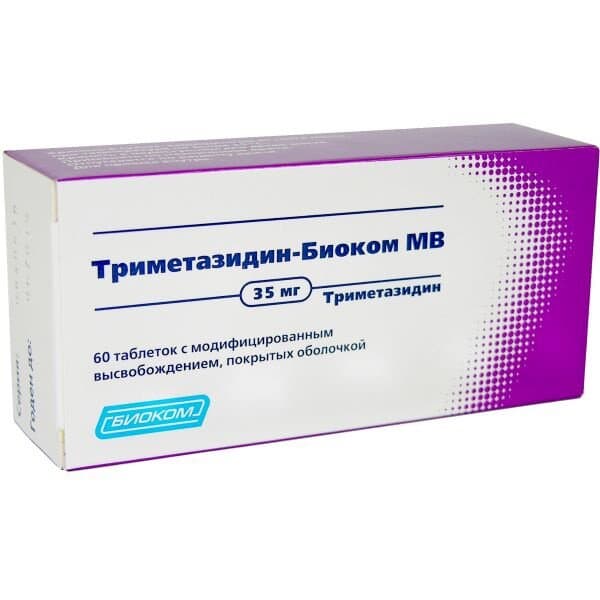 Триметазидин-Биоком МВ
35 мг
Триметазидин
60 таблеток с модифицированным
высвобождением, покрытых оболочкой
БИОКОМ
Серия:
Годен до: